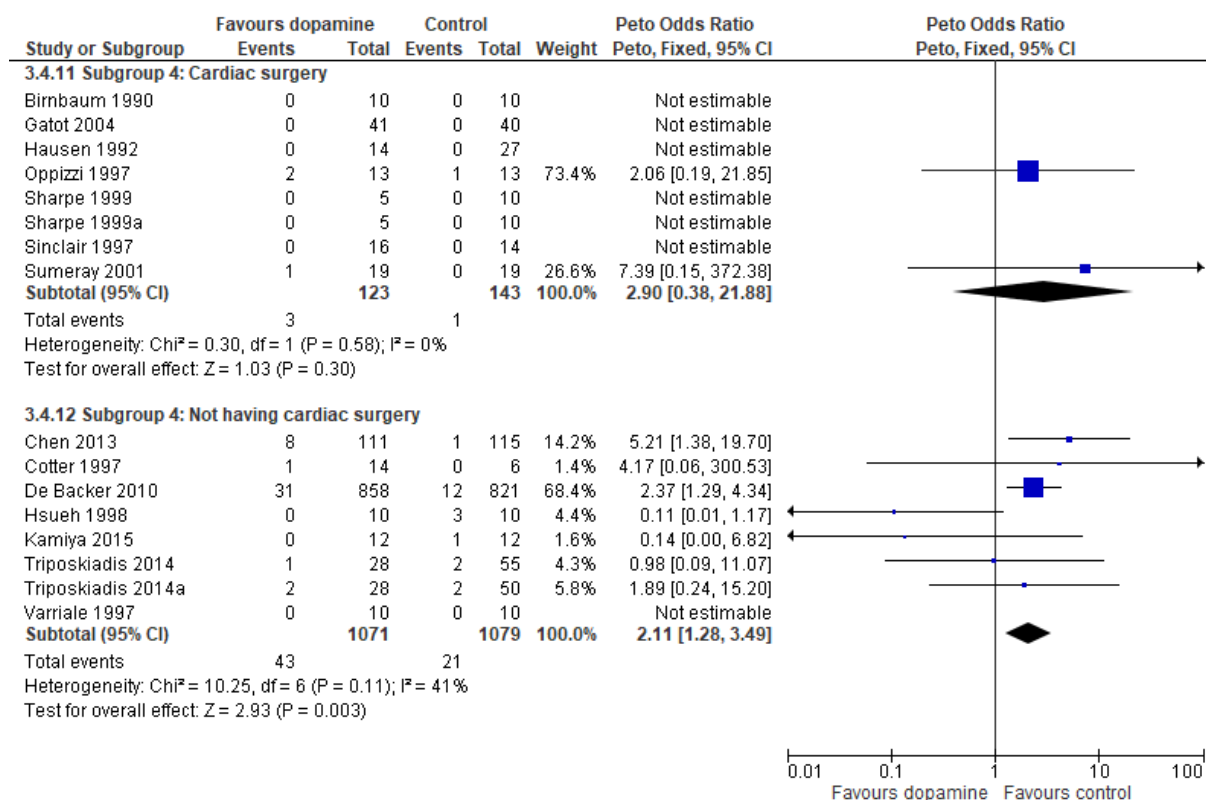 Favours dopamine Control Peto Odds Ratio Peto Odds Ratio
Study or Subgroup Events Total Events Total Weight Peto, Fixed, 95% CI Peto, Fixed, 95% CI
3.4.11 Subgroup 4: Cardiac surgery
Birnbaum 1990 0 10 0 10 Not estimable
Gatot 2004 0 41 0 40 Not estimable
Hausen 1992 0 14 0 27 Not estimable
Oppizzi 1997 2 13 1 13 73.4% 2.06 [0.19, 21.85]
Sharpe 1999 0 5 0 10 Not estimable
Sharpe 1999a 0 5 0 10 Not estimable
Sinclair 1997 0 16 0 14 Not estimable
Sumeray 2001 1 19 0 19 26.6% 7.39 [0.15, 372.38]
Subtotal (95% CI) 123 143 100.0% 2.90 [0.38, 21.88]
Total events 3 1
Heterogeneity: Chi² = 0.30, df = 1 (P = 0.58); I² = 0%
Test for overall effect: Z = 1.03 (P = 0.30)
3.4.12 Subgroup 4: Not having cardiac surgery
Chen 2013 8 111 1 115 14.2% 5.21 [1.38, 19.70]
Cotter 1997 1 14 0 6 1.4% 4.17 [0.06, 300.53]
De Backer 2010 31 858 12 821 68.4% 2.37 [1.29, 4.34]
Hsueh 1998 0 10 3 10 4.4% 0.11 [0.01, 1.17]
Kamiya 2015 0 12 1 12 1.6% 0.14 [0.00, 6.82]
Triposkiadis 2014 1 28 2 55 4.3% 0.98 [0.09, 11.07]
Triposkiadis 2014a 2 28 2 50 5.8% 1.89 [0.24, 15.20]
Varriale 1997 0 10 0 10 Not estimable
Subtotal (95% CI) 1071 1079 100.0% 2.11 [1.28, 3.49]
Total events 43 21
Heterogeneity: Chi² = 10.25, df = 6 (P = 0.11); I² = 41%
Test for overall effect: Z = 2.93 (P = 0.003)
0.01 0.1 1 10 100
Favours dopamine Favours control